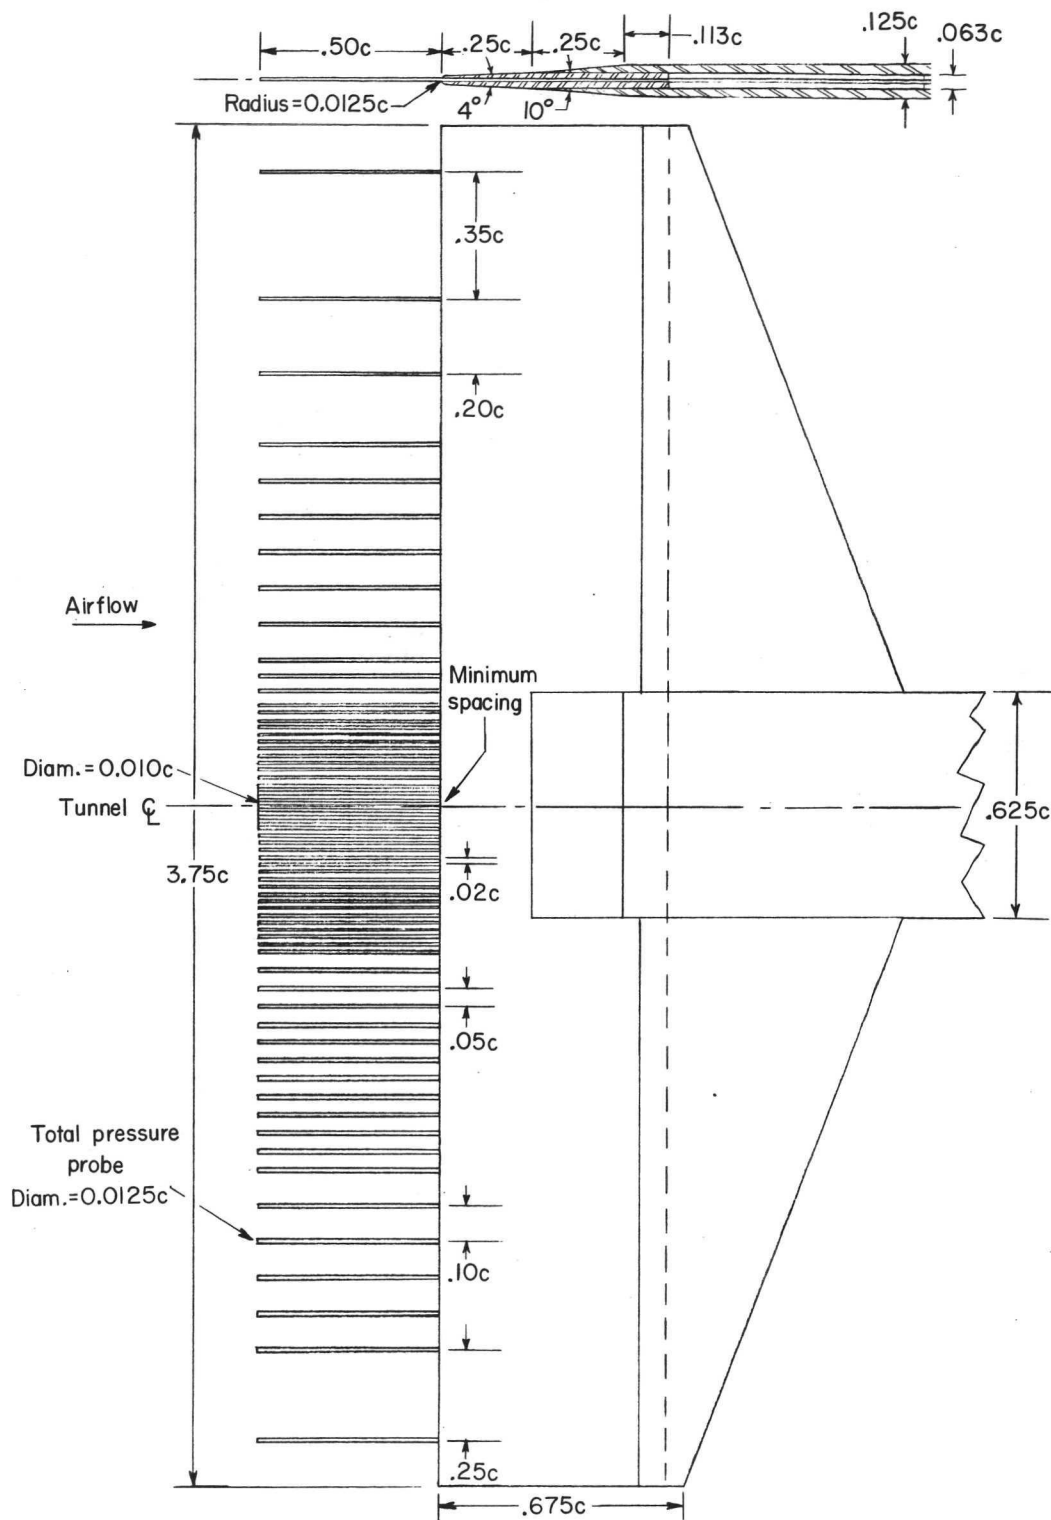 .50c
.25c
.25c
.113c
.125c
.063c
Radius=0.0125c
4°
10°
.35c
.20c
Airflow
Minimum
spacing
Diam.=0.010c
Tunnel ℄
.625c
3.75c
.02c
.05c
Total pressure
probe
Diam.=0.0125c
.10c
.25c
.675c